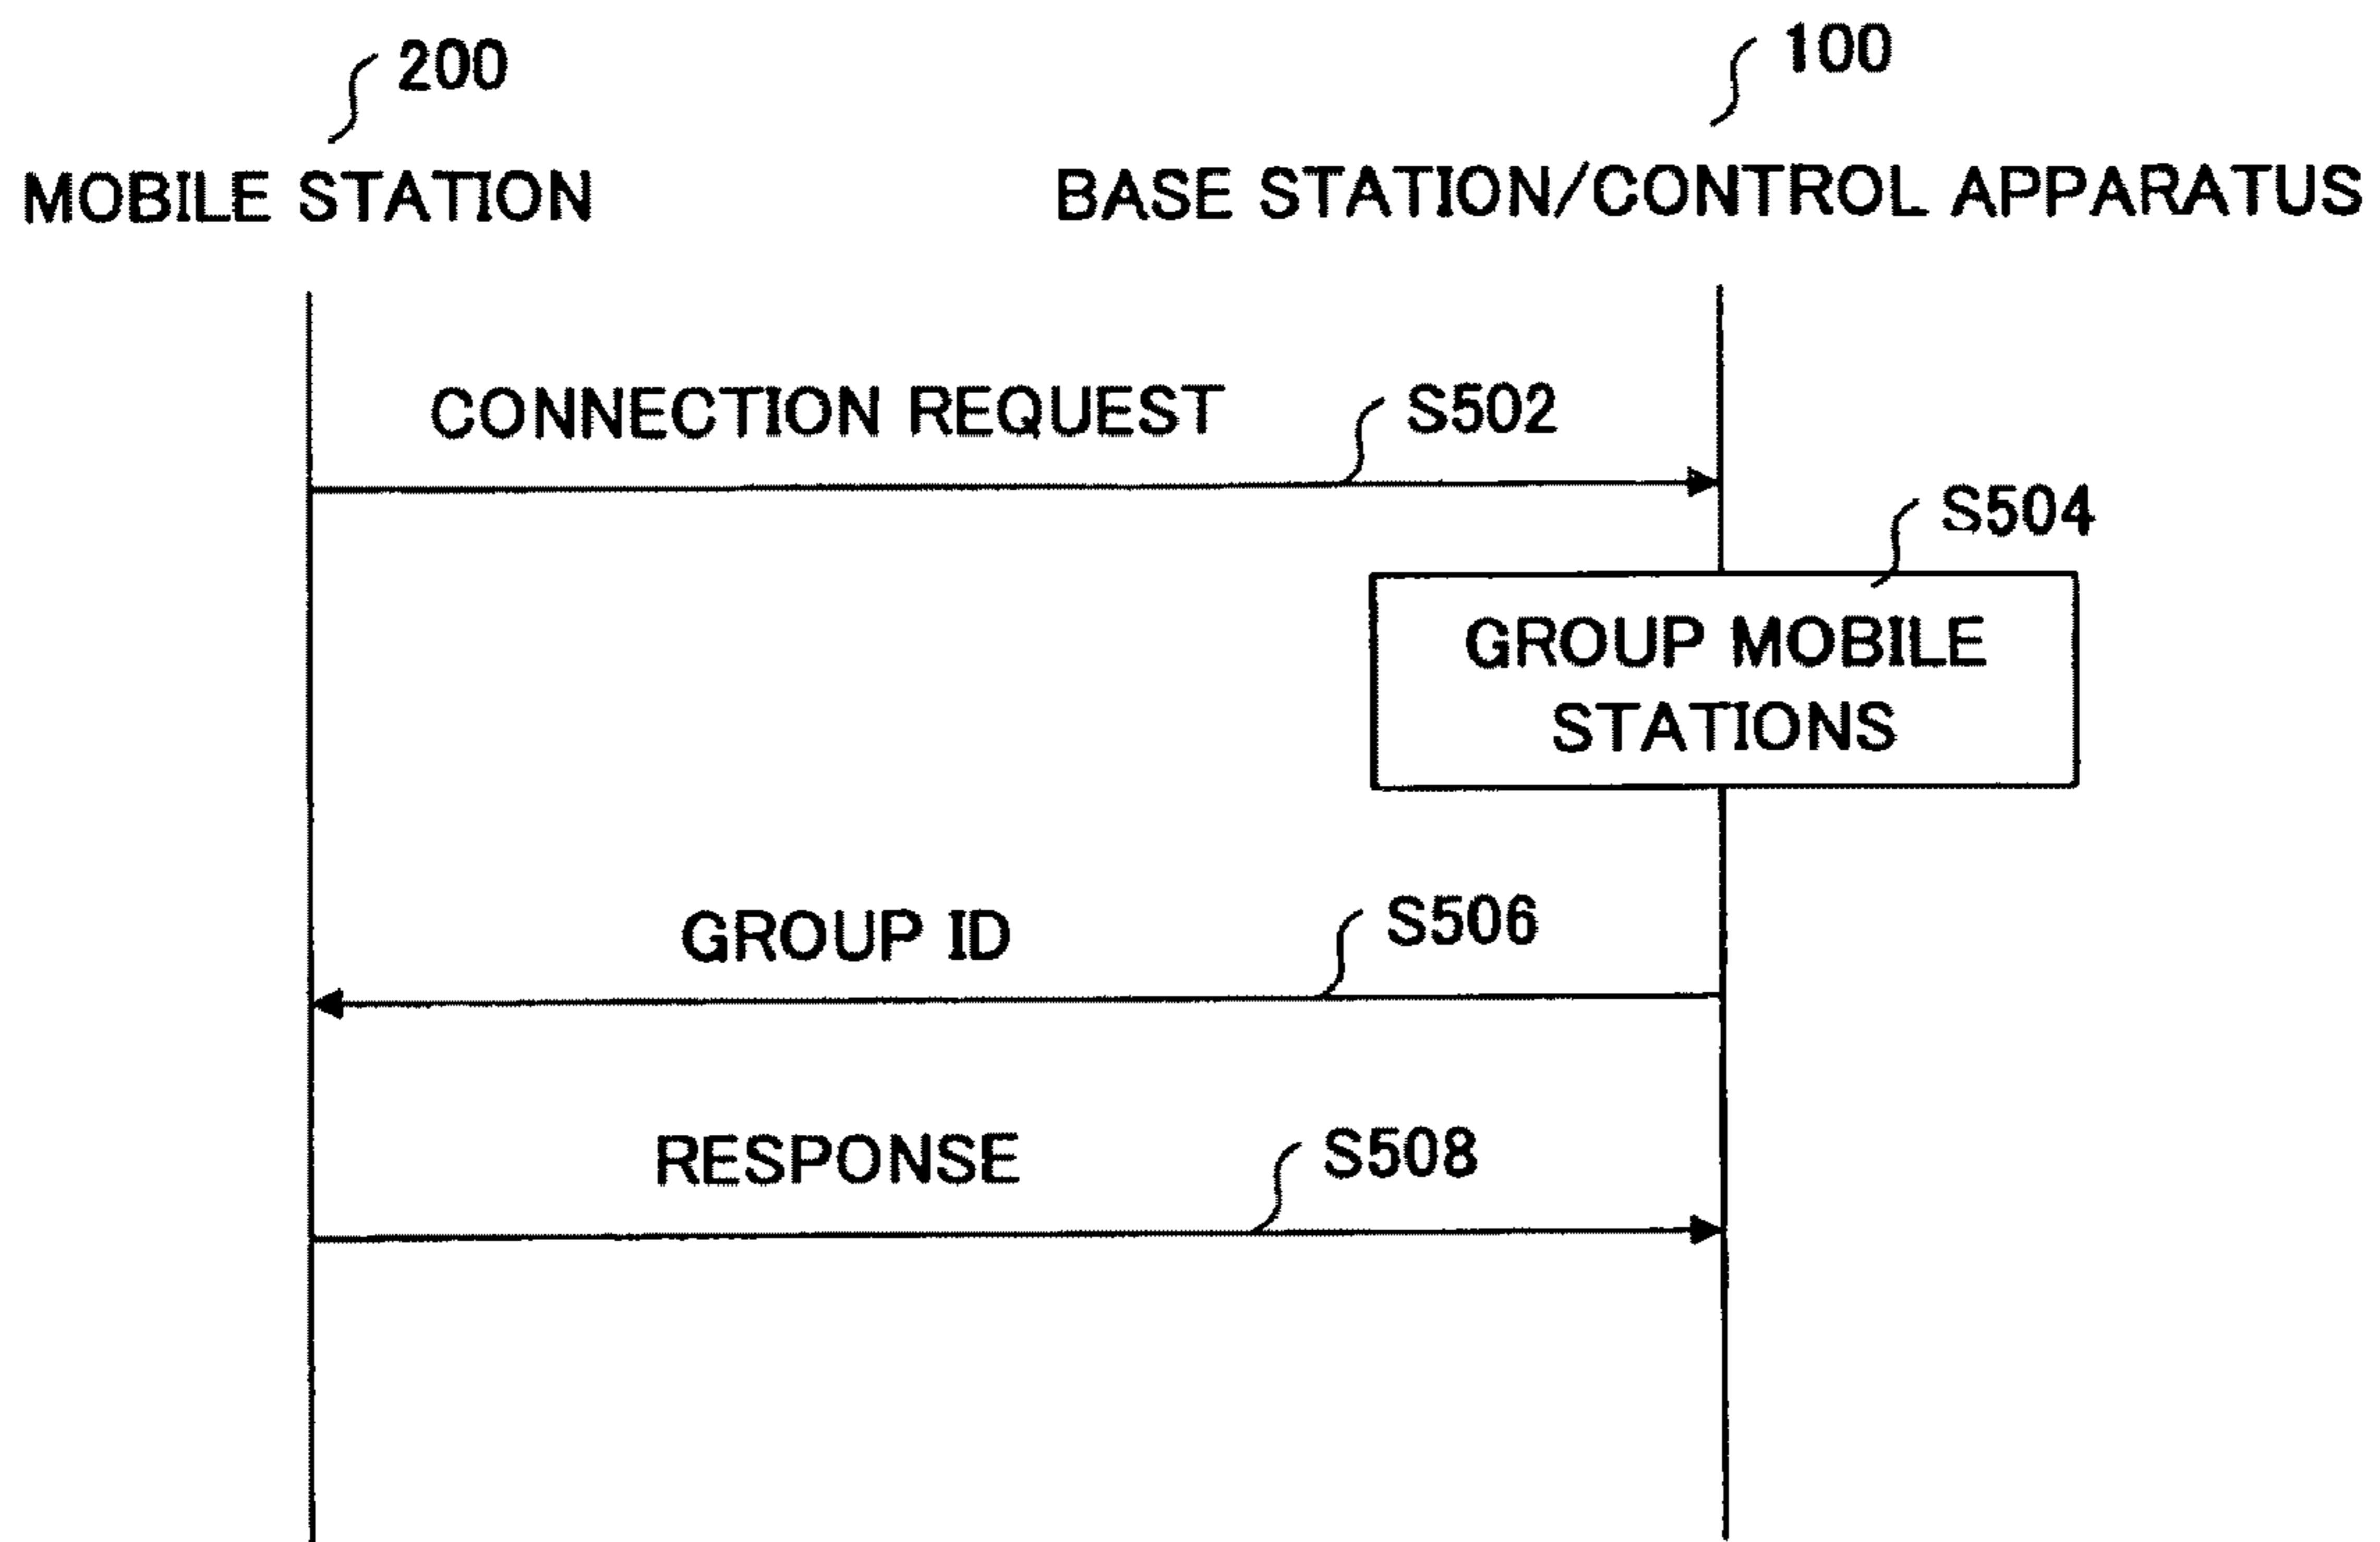 200
100
MOBILE STATION
BASE STATION/CONTROL APPARATUS
CONNECTION REQUEST
S502
S504
GROUP MOBILE
STATIONS
GROUP ID
S506
RESPONSE
S508